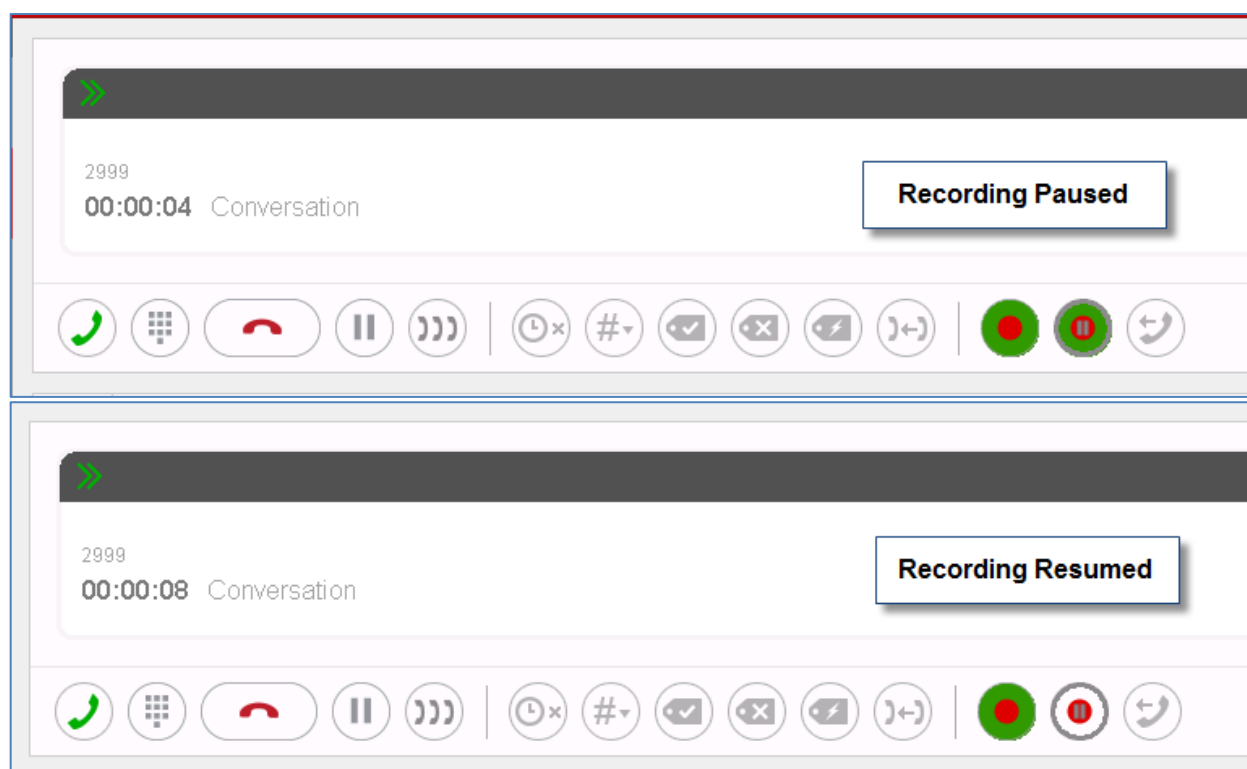 2999
00:00:04 Conversation
Recording Paused
2999
00:00:08 Conversation
Recording Resumed